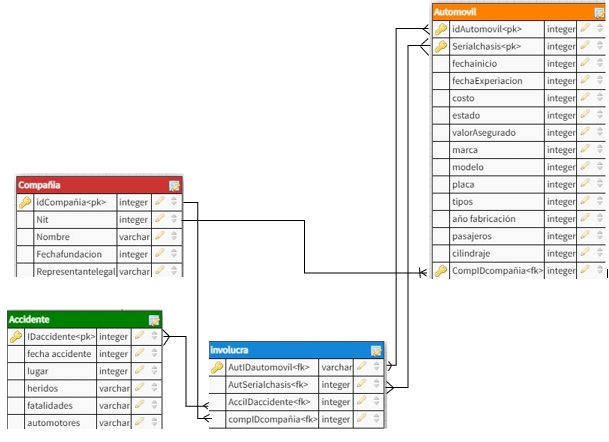 Automovil
idAutomovil<pk> integer
Serialchasis<pk> integer
fechainicio integer
fechaExperiacion integer
costo integer
estado integer
valorAsegurado integer
marca integer
modelo integer
placa integer
tipos integer
año fabricación integer
pasajeros integer
cilindraje integer
CompIDcompañia<fk> integer
Compañia
idCompañia<pk> integer
Nit integer
Nombre varchar
Fechafundacion integer
Representantelegal varchar
Accidente
IDaccidente<pk> integer
fecha accidente integer
lugar integer
heridos varchar
fatalidades varchar
automotores varchar
involucra
AutIDautomovil<fk> varchar
AutSerialchasis<fk> integer
AcciIDaccidente<fk> integer
compIDcompañia<fk> integer